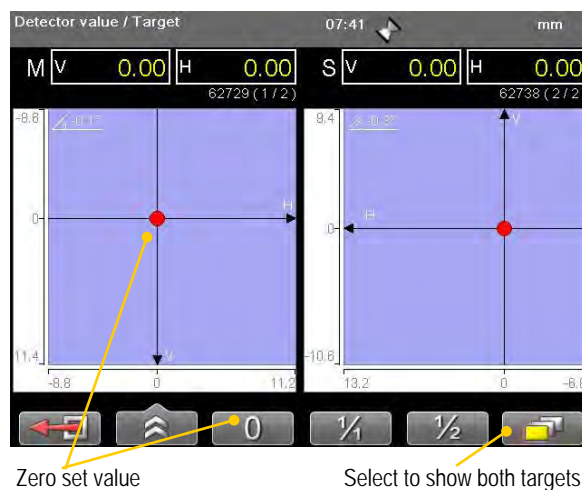 Detector value / Target 07:41 mm
M V 0.00 H 0.00 S V 0.00 H 0.00
62729 ( 1 / 2 ) 62738 ( 2 / 2
-8.6 9.4 V
H H
0 0
11.4 V -10.6
-8.8 0 11.2 13.2 0 -6.8
0 1/1 1/2
Zero set value Select to show both targets